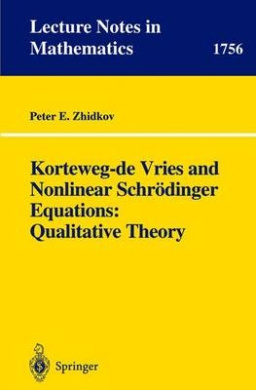 Lecture Notes in
Mathematics 1756
Peter E. Zhidkov
Korteweg-de Vries and
Nonlinear Schrödinger
Equations:
Qualitative Theory
Springer